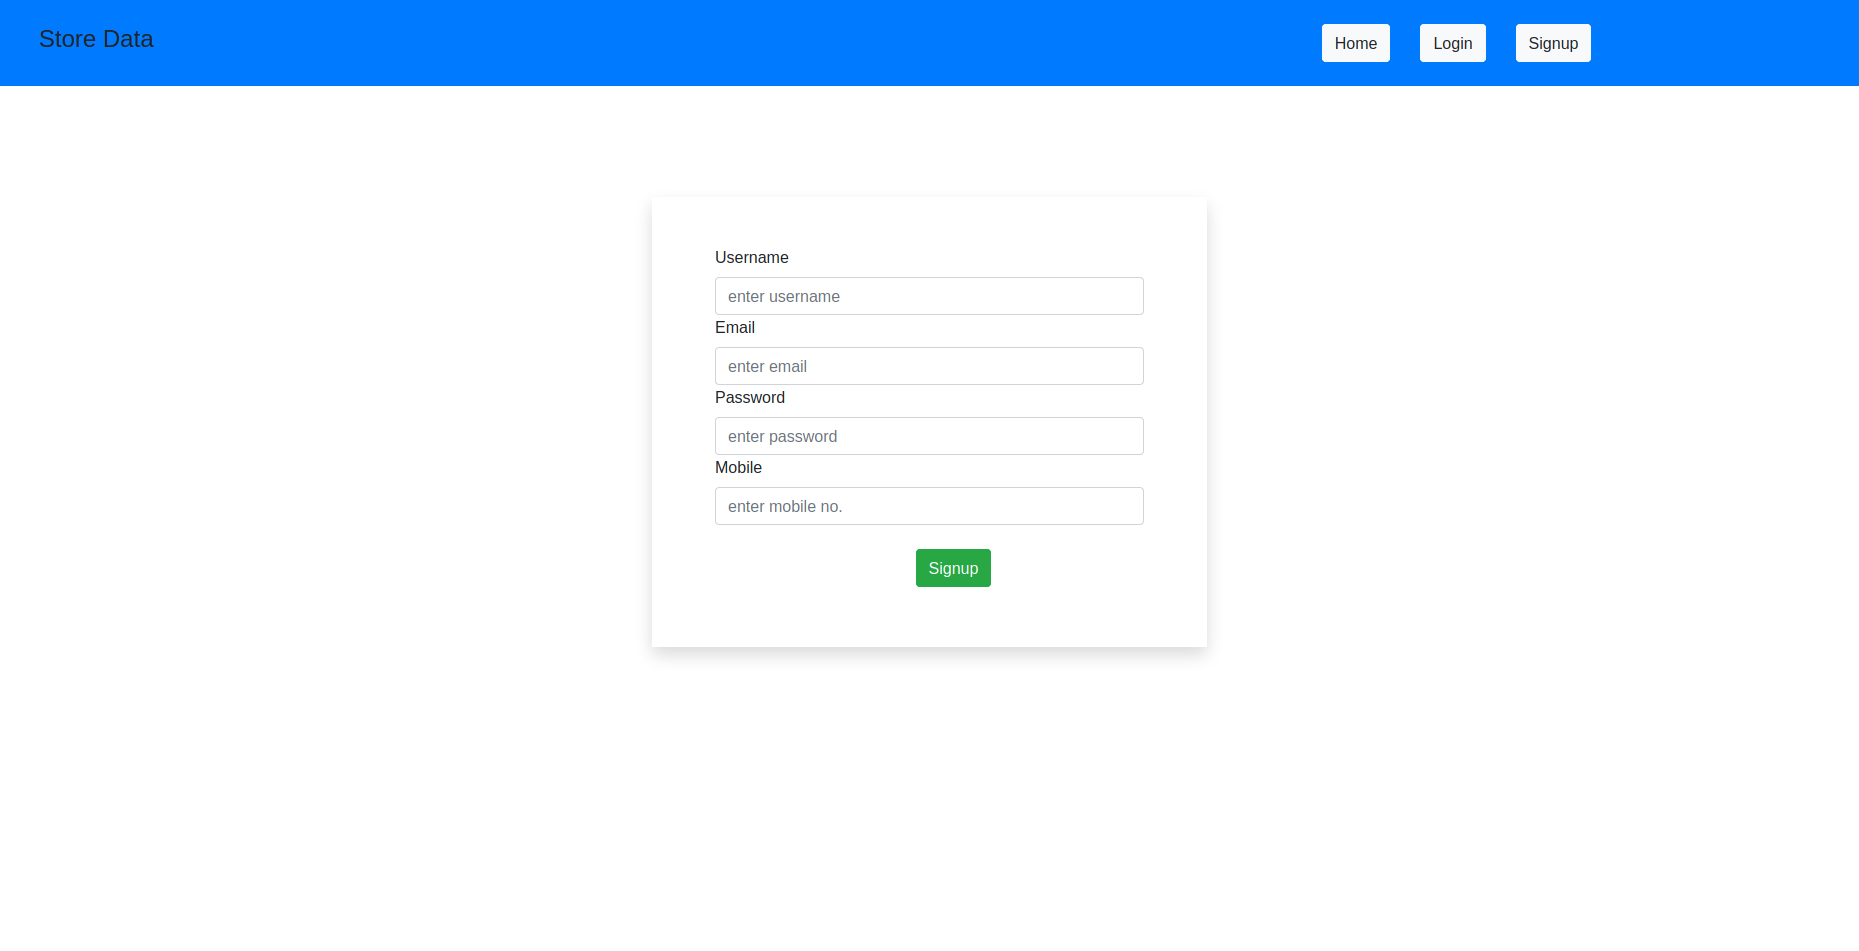 Store Data
Home Login Signup
Username
enter username
Email
enter email
Password
enter password
Mobile
enter mobile no.
Signup